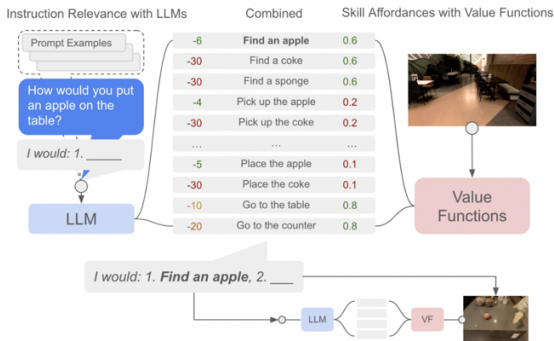 Instruction Relevance with LLMs
Combined
Skill Affordances with Value Functions
Prompt Examples
How would you put
an apple on the
table?
I would: 1. _____
LLM
-6 Find an apple 0.6
-30 Find a coke 0.6
-30 Find a sponge 0.6
-4 Pick up the apple 0.2
-30 Pick up the coke 0.2
... ... ...
-5 Place the apple 0.1
-30 Place the coke 0.1
-10 Go to the table 0.8
-20 Go to the counter 0.8
Value
Functions
I would: 1. Find an apple, 2. ___
LLM
VF